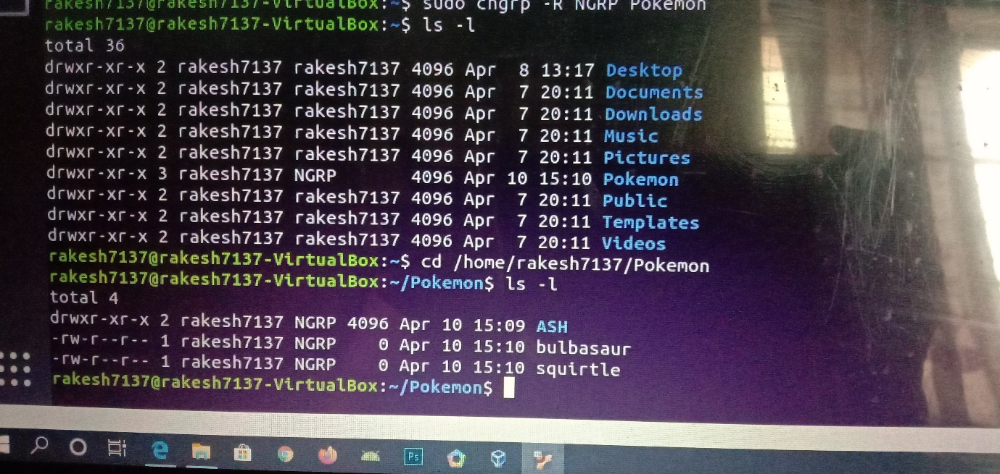 rakesh7137@rakesh7137-VirtualBox:~$ sudo chgrp -R NGRP Pokemon
rakesh7137@rakesh7137-VirtualBox:~$ ls -l
total 36
drwxr-xr-x 2 rakesh7137 rakesh7137 4096 Apr  8 13:17 Desktop
drwxr-xr-x 2 rakesh7137 rakesh7137 4096 Apr  7 20:11 Documents
drwxr-xr-x 2 rakesh7137 rakesh7137 4096 Apr  7 20:11 Downloads
drwxr-xr-x 2 rakesh7137 rakesh7137 4096 Apr  7 20:11 Music
drwxr-xr-x 2 rakesh7137 rakesh7137 4096 Apr  7 20:11 Pictures
drwxr-xr-x 3 rakesh7137 NGRP       4096 Apr 10 15:10 Pokemon
drwxr-xr-x 2 rakesh7137 rakesh7137 4096 Apr  7 20:11 Public
drwxr-xr-x 2 rakesh7137 rakesh7137 4096 Apr  7 20:11 Templates
drwxr-xr-x 2 rakesh7137 rakesh7137 4096 Apr  7 20:11 Videos
rakesh7137@rakesh7137-VirtualBox:~$ cd /home/rakesh7137/Pokemon
rakesh7137@rakesh7137-VirtualBox:~/Pokemon$ ls -l
total 4
drwxr-xr-x 2 rakesh7137 NGRP 4096 Apr 10 15:09 ASH
-rw-r--r-- 1 rakesh7137 NGRP    0 Apr 10 15:10 bulbasaur
-rw-r--r-- 1 rakesh7137 NGRP    0 Apr 10 15:10 squirtle
rakesh7137@rakesh7137-VirtualBox:~/Pokemon$
Ps